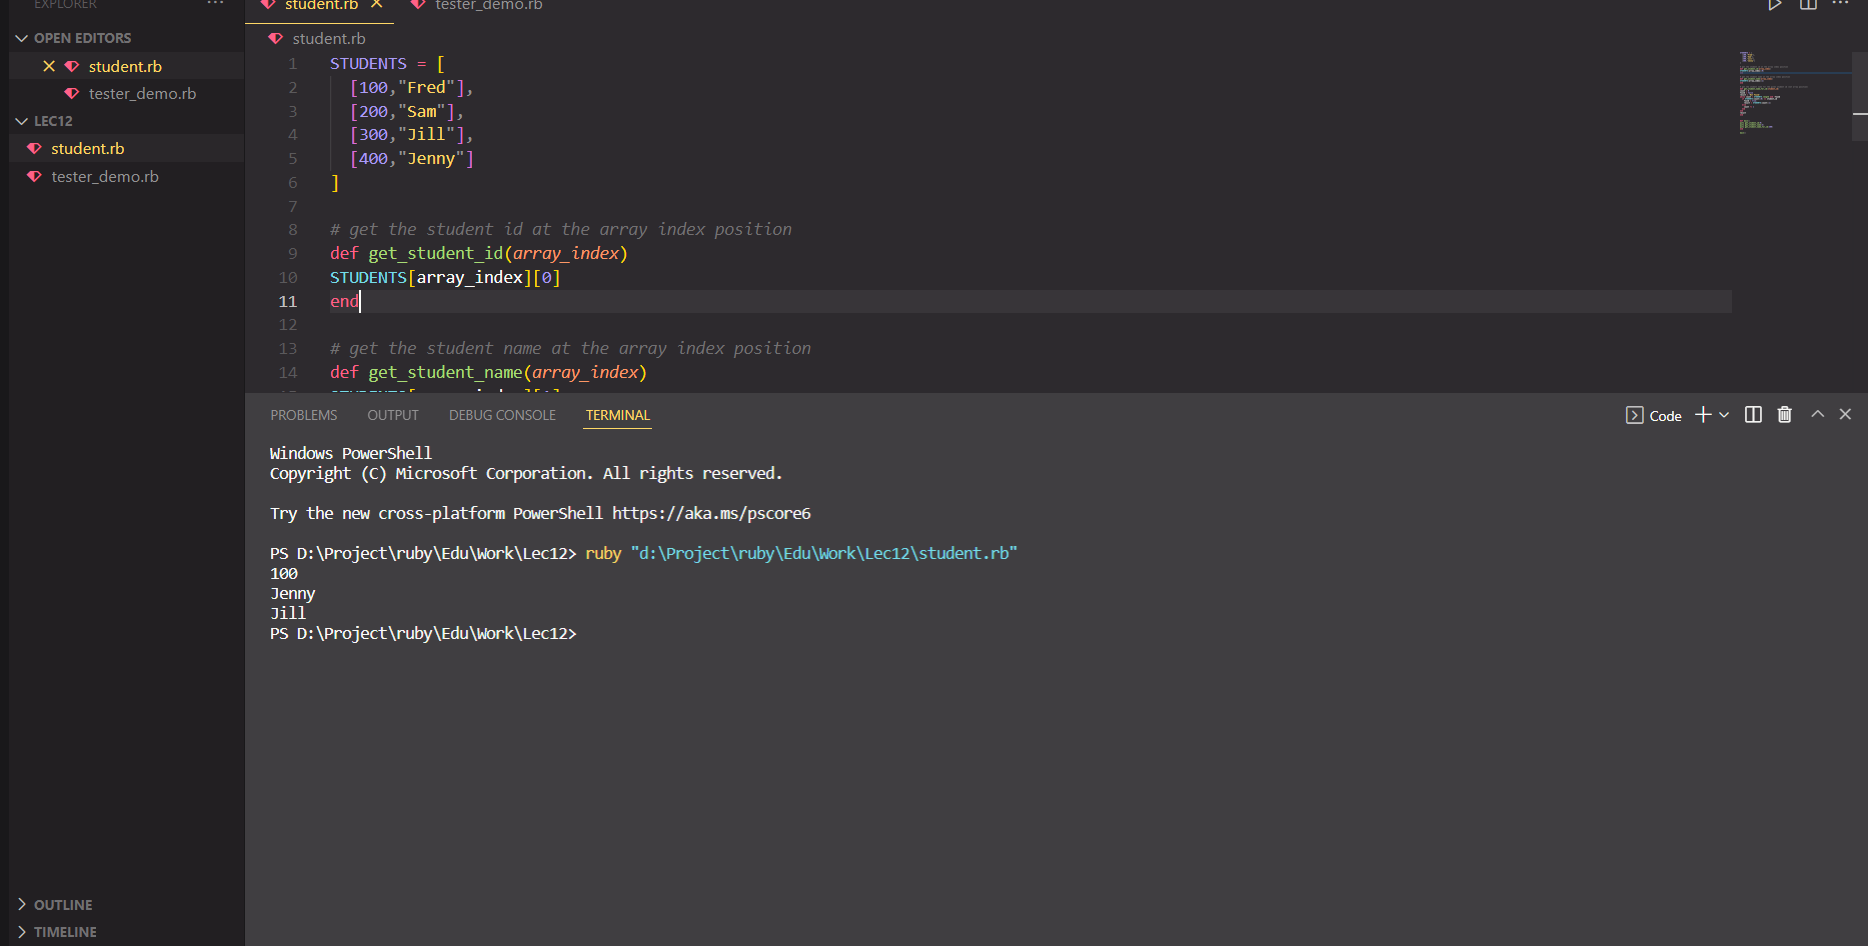 EXPLORER ···
OPEN EDITORS
student.rb
tester_demo.rb
LEC12
student.rb
tester_demo.rb
OUTLINE
TIMELINE
student.rb tester_demo.rb
student.rb
1 STUDENTS = [
2 [100,"Fred"],
3 [200,"Sam"],
4 [300,"Jill"],
5 [400,"Jenny"]
6 ]
7
8 # get the student id at the array index position
9 def get_student_id(array_index)
10 STUDENTS[array_index][0]
11 end
12
13 # get the student name at the array index position
14 def get_student_name(array_index)
PROBLEMS OUTPUT DEBUG CONSOLE TERMINAL Code
Windows PowerShell
Copyright (C) Microsoft Corporation. All rights reserved.
Try the new cross-platform PowerShell https://aka.ms/pscore6
PS D:\Project\ruby\Edu\Work\Lec12> ruby "d:\Project\ruby\Edu\Work\Lec12\student.rb"
100
Jenny
Jill
PS D:\Project\ruby\Edu\Work\Lec12>